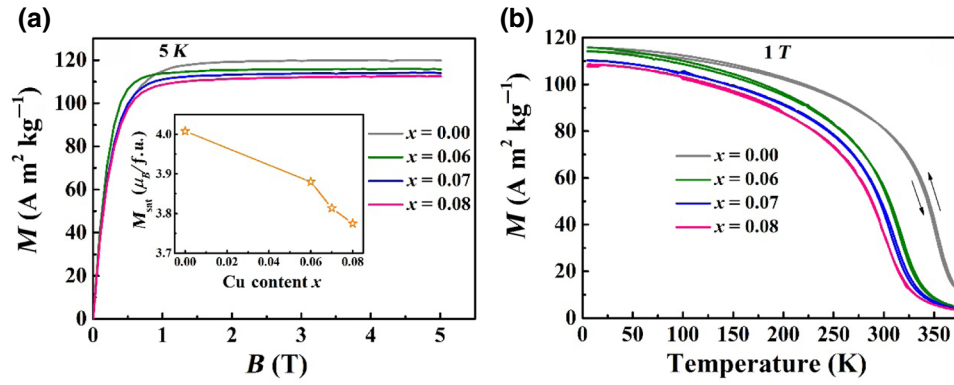 (a)
5 K
120
100
80
60
40
20
0
M (A m² kg⁻¹)
0
1
2
3
4
5
B (T)
x = 0.00
x = 0.06
x = 0.07
x = 0.08
4.0
3.9
3.8
3.7
M_sat (μ_B/f. u.)
0.00
0.02
0.04
0.06
0.08
Cu content x
(b)
1 T
120
100
80
60
40
20
0
M (A m² kg⁻¹)
0
50
100
150
200
250
300
350
Temperature (K)
x = 0.00
x = 0.06
x = 0.07
x = 0.08